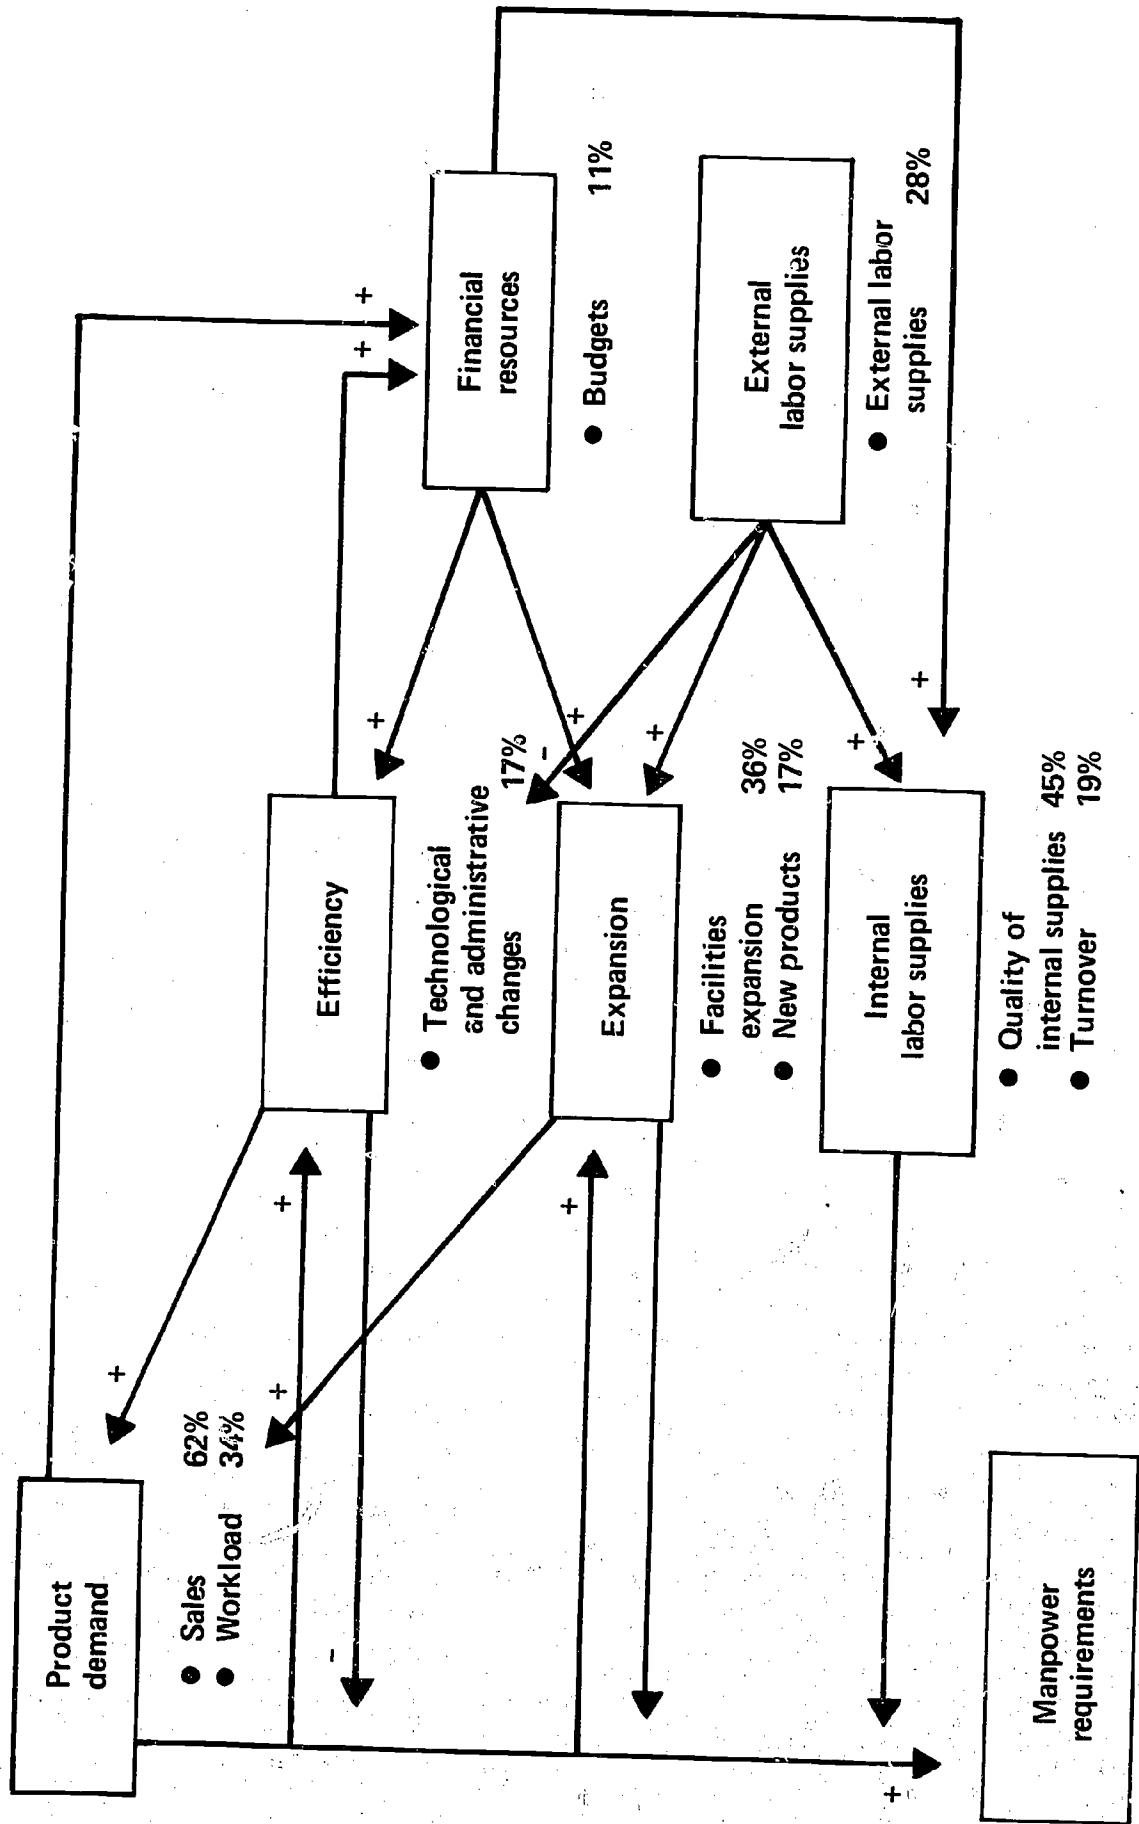 Product
demand
+
● Sales 62%
● Workload 34%
+
+
-
+
+
Manpower
requirements
Efficiency
+
● Technological
and administrative 17%
changes
-
+
Expansion
+
● Facilities
expansion 36%
● New products 17%
+
Internal
labor supplies
+
● Quality of
internal supplies 45%
● Turnover 19%
+
+
Financial
resources
● Budgets 11%
External
labor supplies
● External labor
supplies 28%